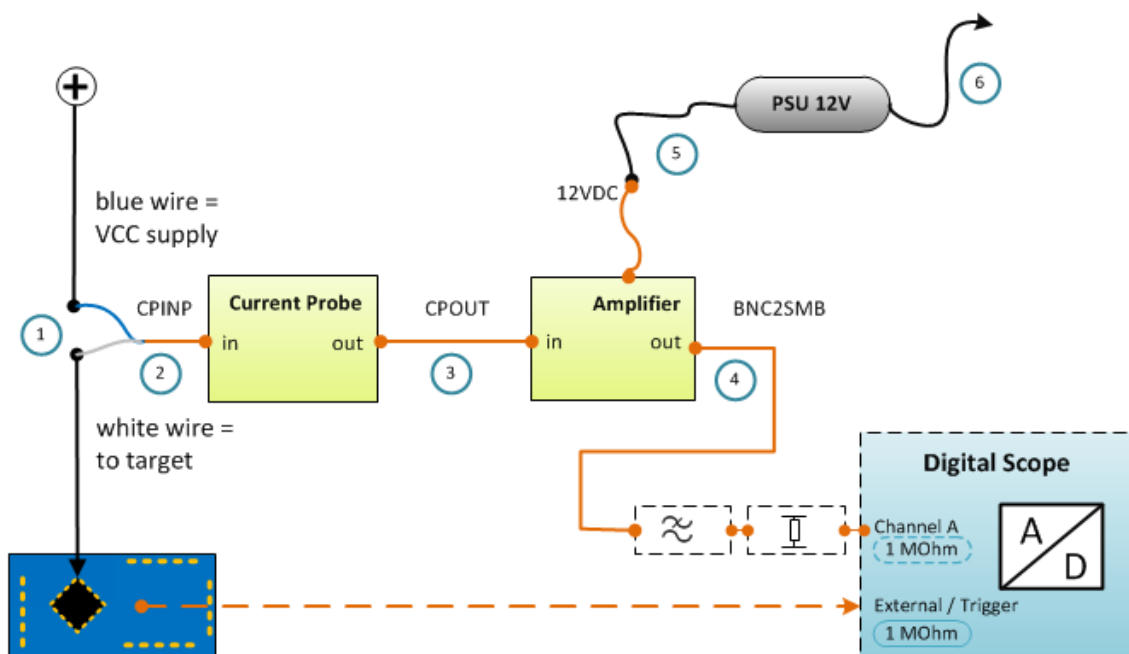 PSU 12V
6
5
12VDC
blue wire =
VCC supply
1
CPINP
2
Current Probe
in
out
CPOUT
3
Amplifier
in
out
BNC2SMB
4
white wire =
to target
Digital Scope
Channel A
1 MOhm
A
D
External / Trigger
1 MOhm